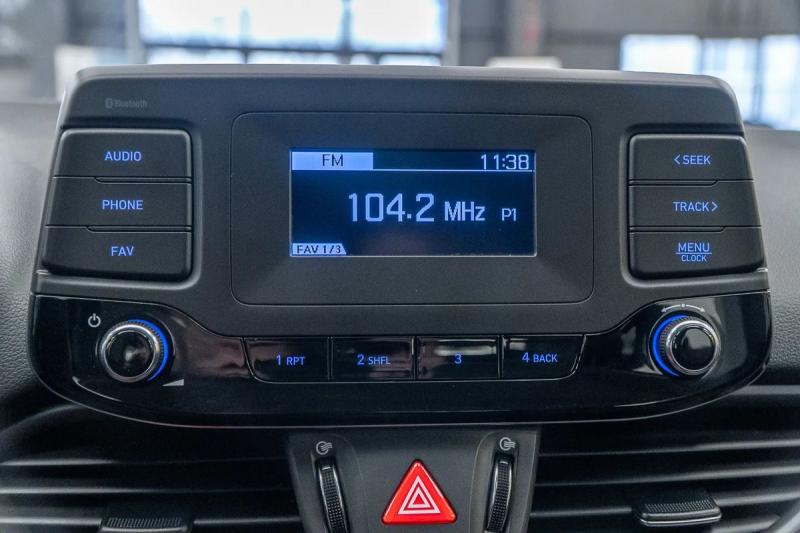 Bluetooth
AUDIO
PHONE
FAV
FM 11:38
104.2 MHz P1
FAV 1/3
< SEEK
TRACK >
MENU
CLOCK
1 RPT
2 SHFL
3
4 BACK